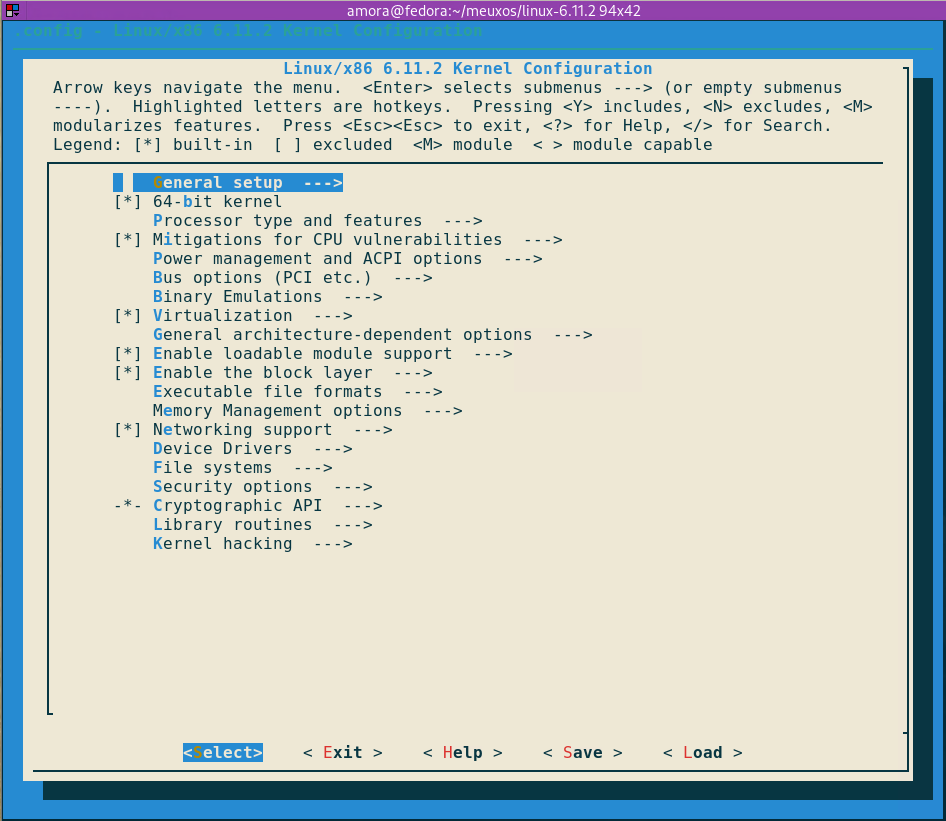 amora@fedora:~/meuxos/linux-6.11.2 94x42
.config - Linux/x86 6.11.2 Kernel Configuration
Linux/x86 6.11.2 Kernel Configuration
Arrow keys navigate the menu.  <Enter> selects submenus ---> (or empty submenus
----).  Highlighted letters are hotkeys.  Pressing <Y> includes, <N> excludes, <M>
modularizes features.  Press <Esc><Esc> to exit, <?> for Help, </> for Search.
Legend: [*] built-in  [ ] excluded  <M> module  < > module capable
General setup  --->
[*] 64-bit kernel
Processor type and features  --->
[*] Mitigations for CPU vulnerabilities  --->
Power management and ACPI options  --->
Bus options (PCI etc.)  --->
Binary Emulations  --->
[*] Virtualization  --->
General architecture-dependent options  --->
[*] Enable loadable module support  --->
[*] Enable the block layer  --->
Executable file formats  --->
Memory Management options  --->
[*] Networking support  --->
Device Drivers  --->
File systems  --->
Security options  --->
-*- Cryptographic API  --->
Library routines  --->
Kernel hacking  --->
<Select>    < Exit >    < Help >    < Save >    < Load >